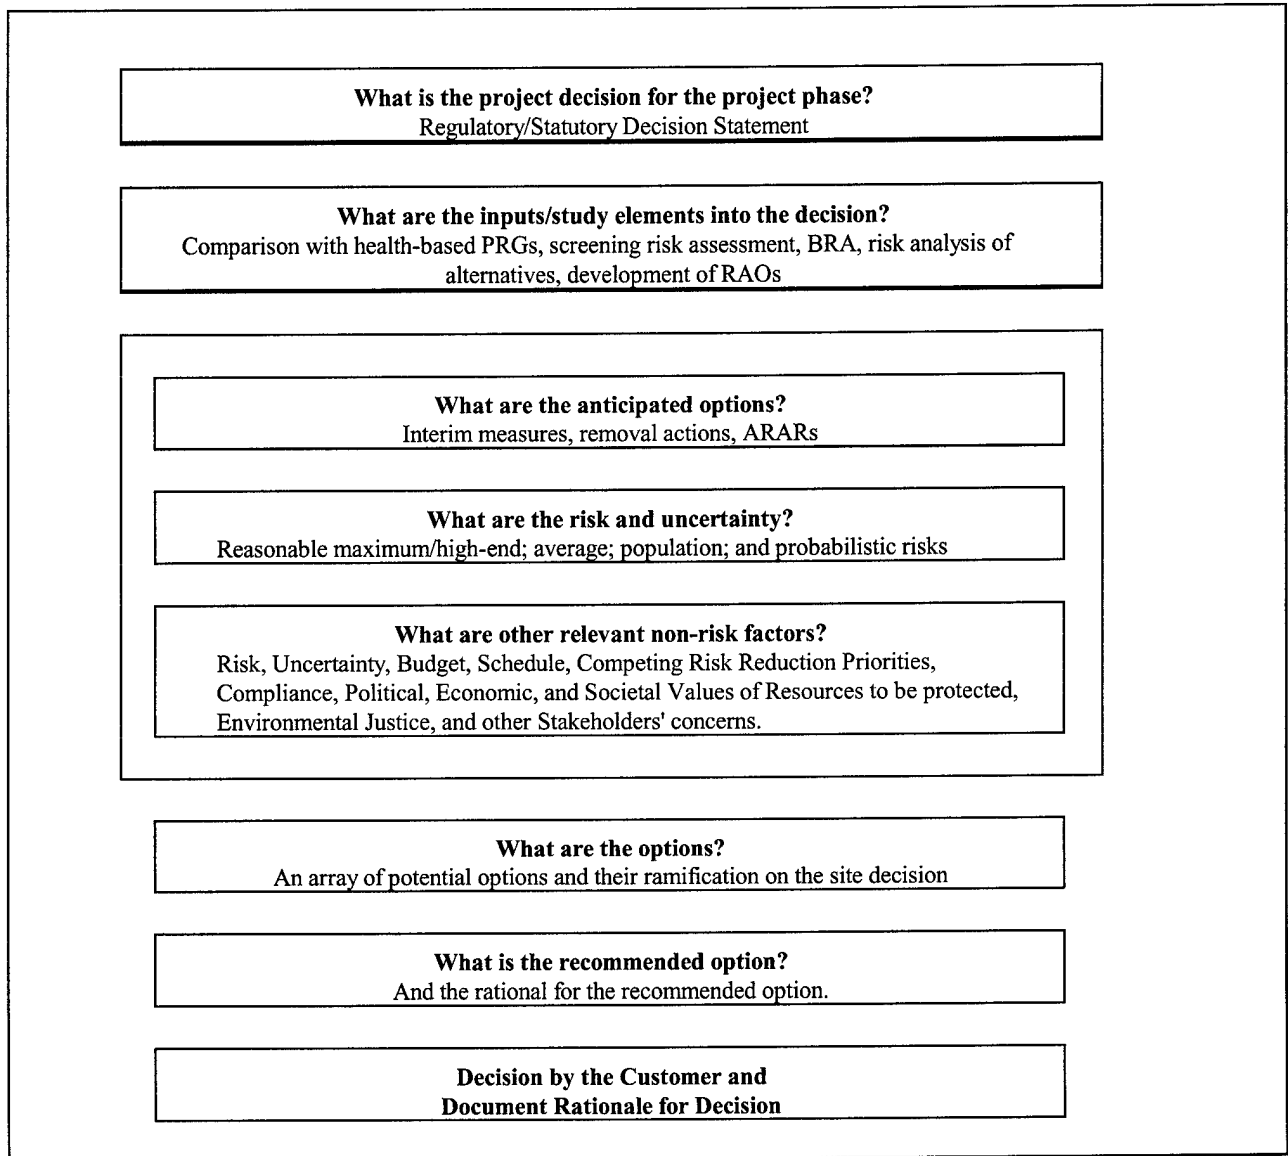 What is the project decision for the project phase?
Regulatory/Statutory Decision Statement
What are the inputs/study elements into the decision?
Comparison with health-based PRGs, screening risk assessment, BRA, risk analysis of
alternatives, development of RAOs
What are the anticipated options?
Interim measures, removal actions, ARARs
What are the risk and uncertainty?
Reasonable maximum/high-end; average; population; and probabilistic risks
What are other relevant non-risk factors?
Risk, Uncertainty, Budget, Schedule, Competing Risk Reduction Priorities,
Compliance, Political, Economic, and Societal Values of Resources to be protected,
Environmental Justice, and other Stakeholders' concerns.
What are the options?
An array of potential options and their ramification on the site decision
What is the recommended option?
And the rational for the recommended option.
Decision by the Customer and
Document Rationale for Decision